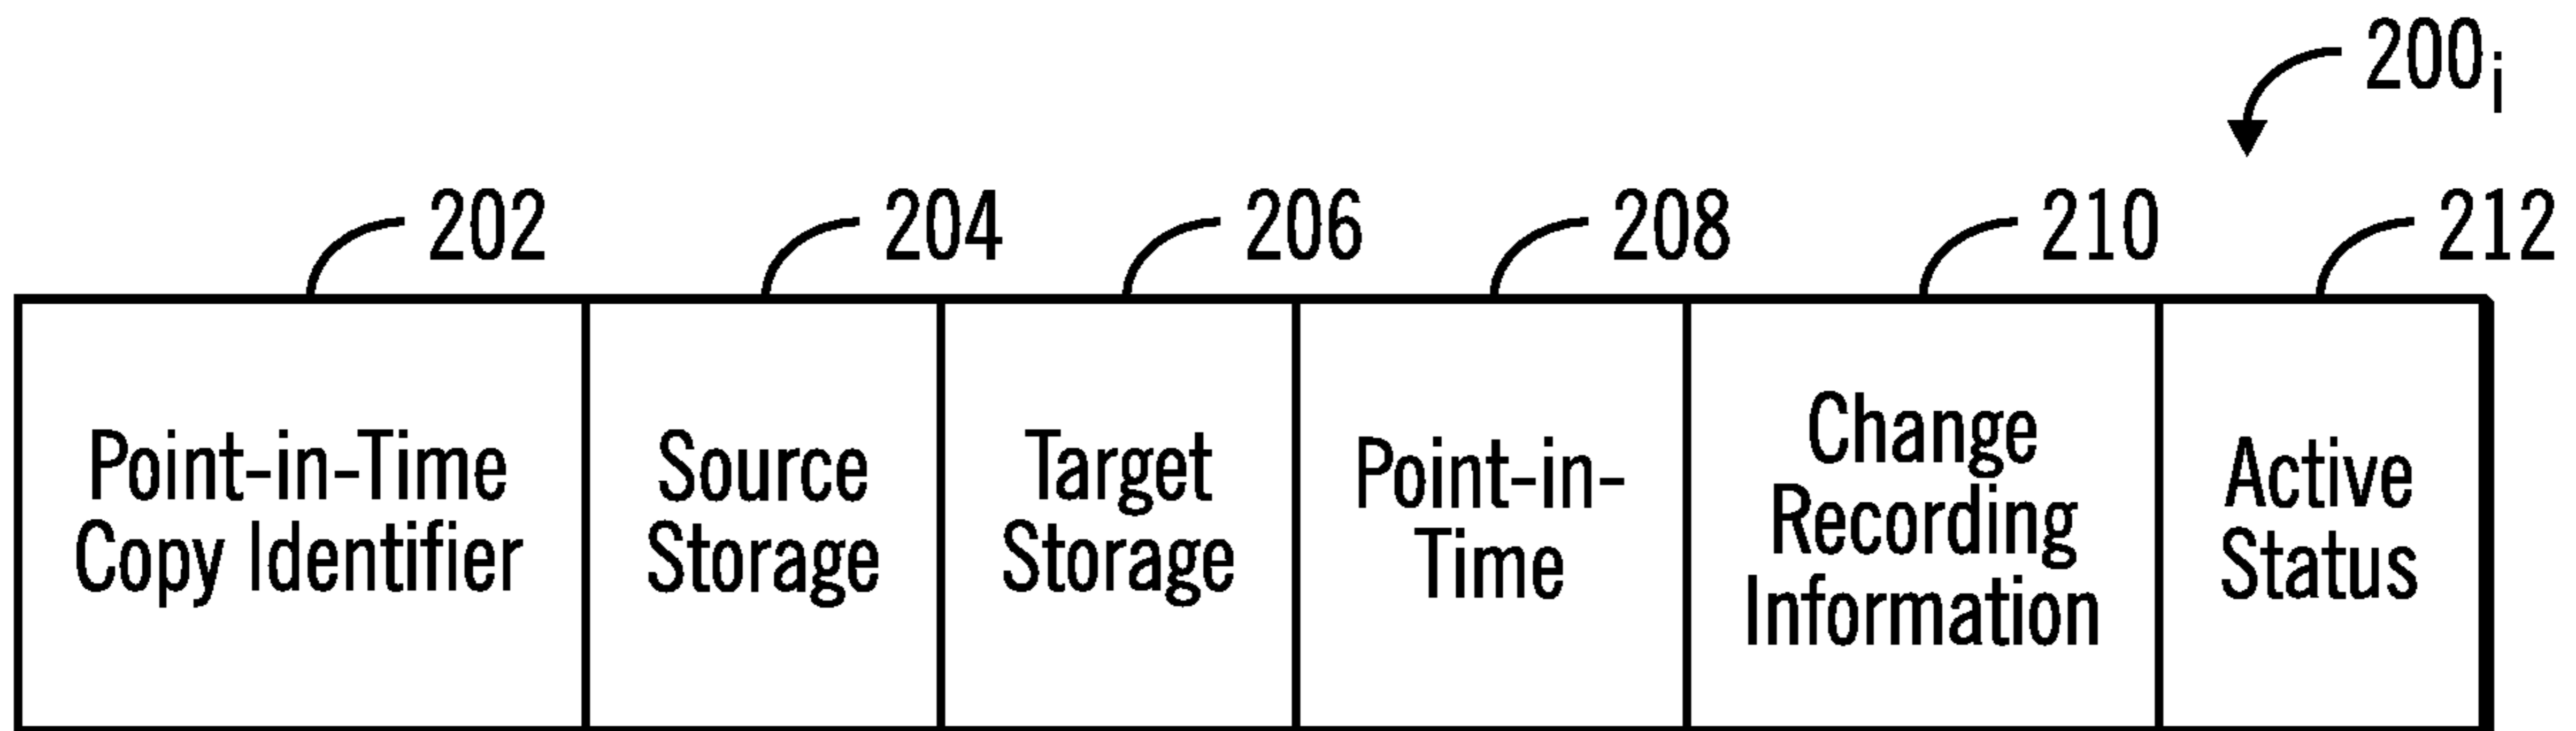 200i
202 204 206 208 210 212
Point-in-Time
Copy Identifier
Source
Storage
Target
Storage
Point-in-
Time
Change
Recording
Information
Active
Status